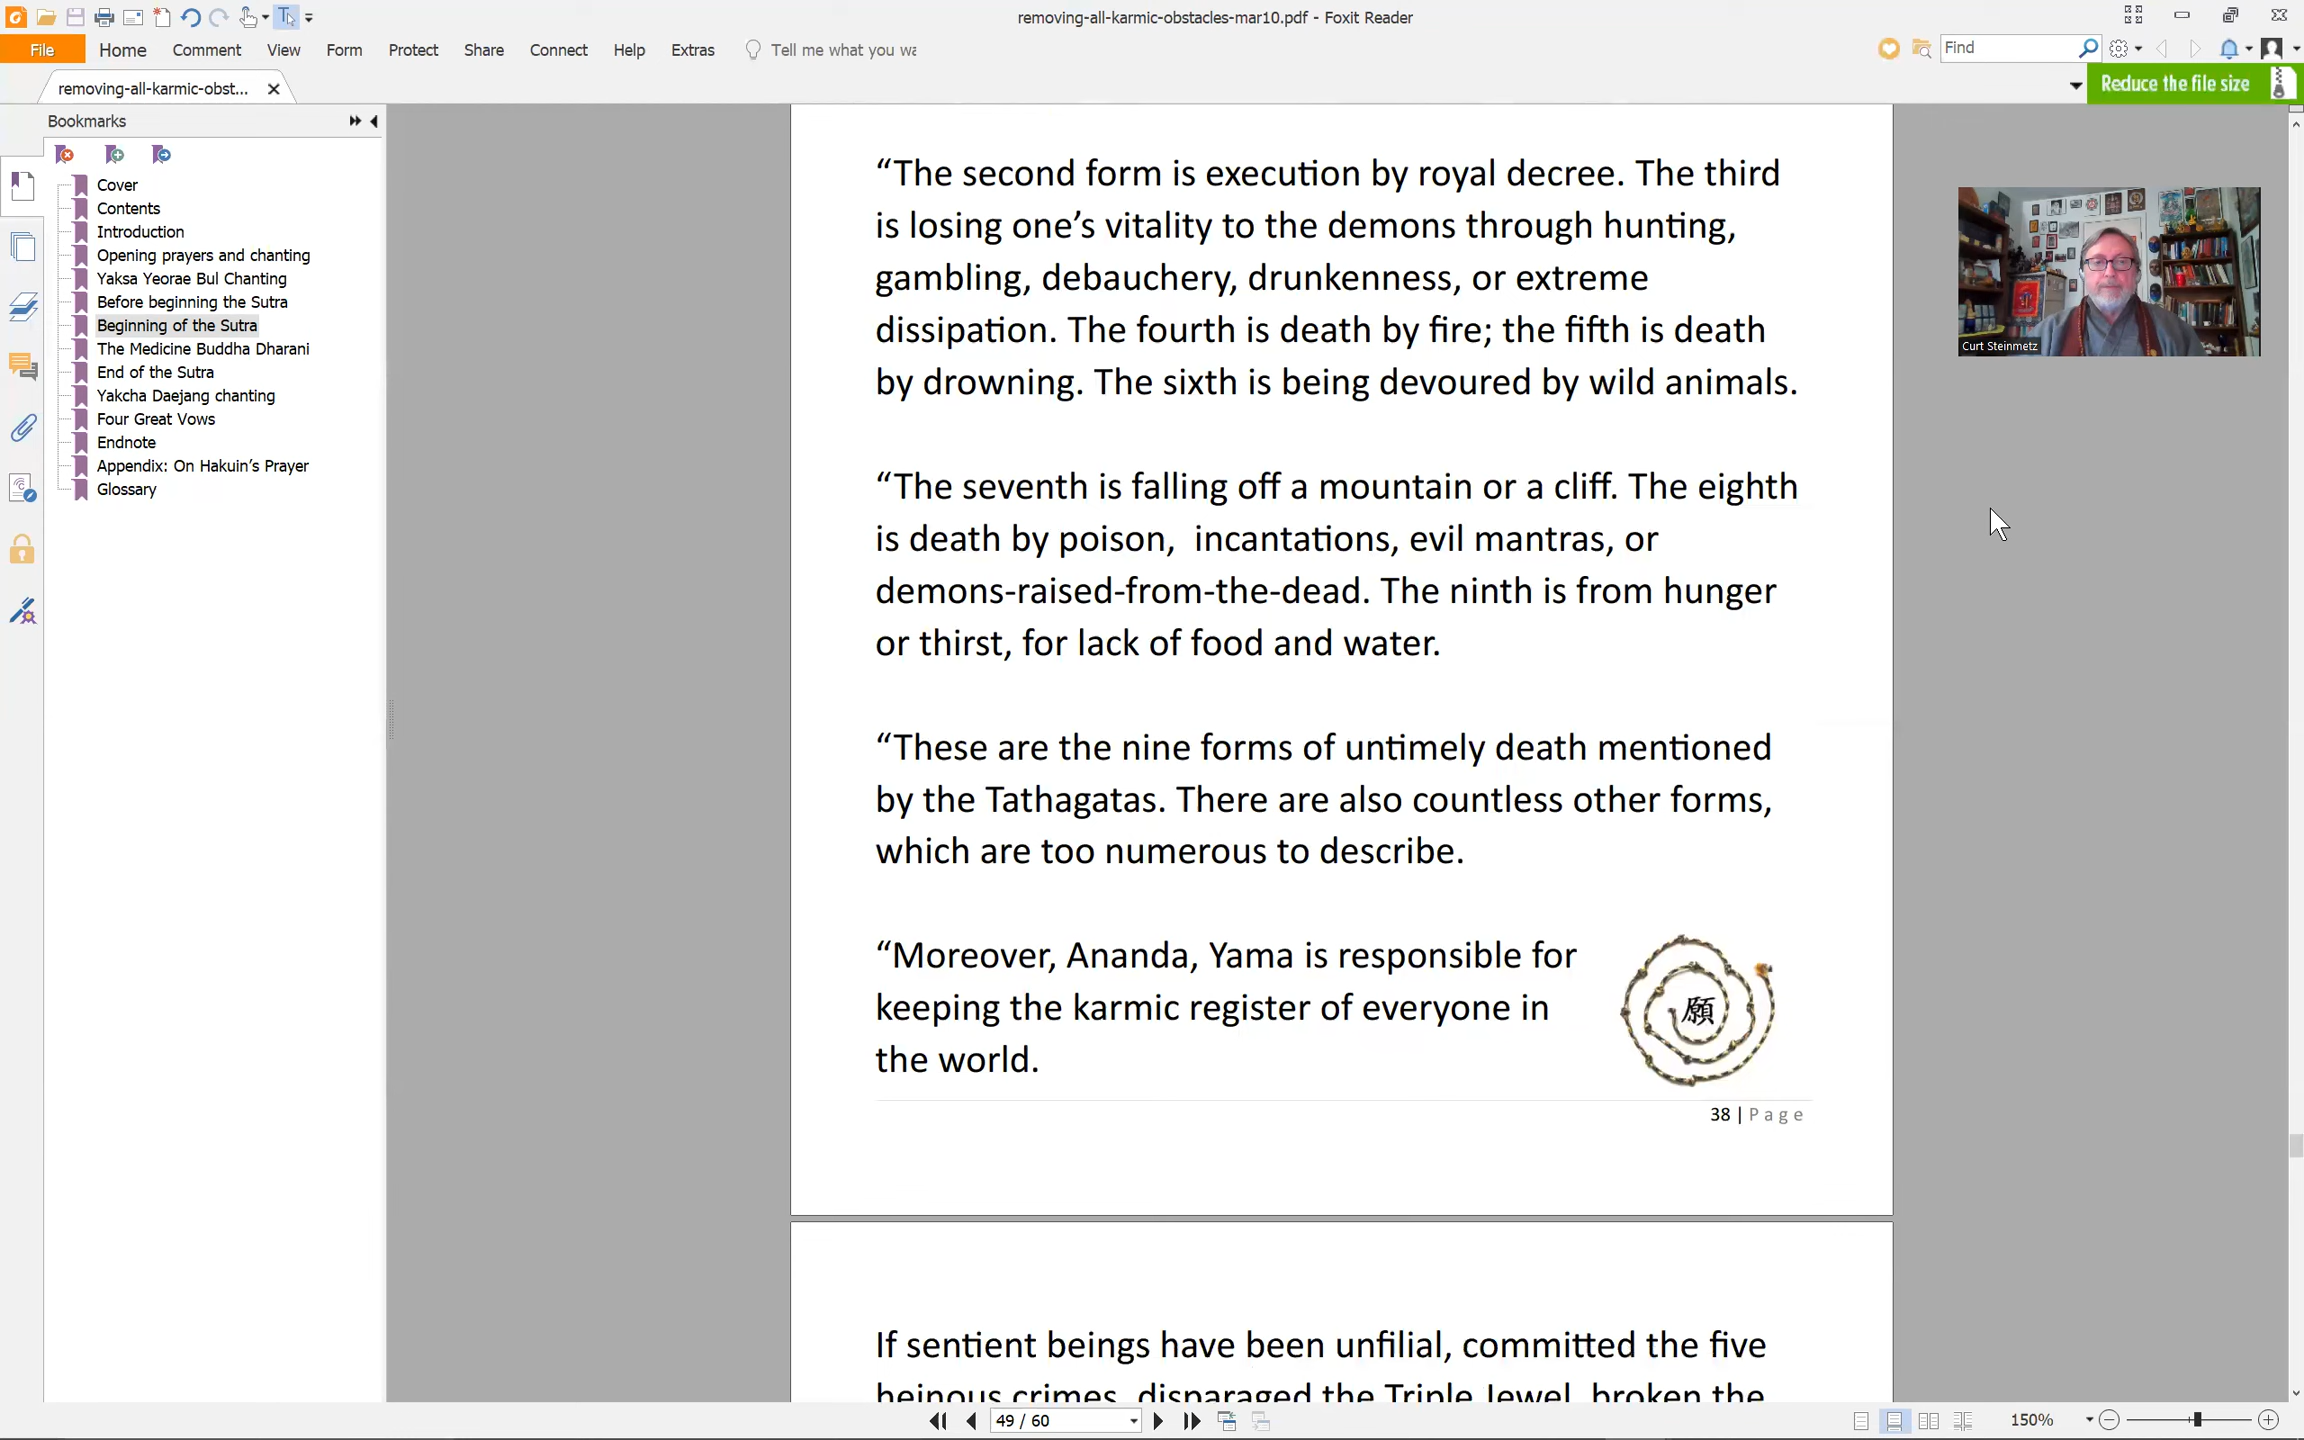 removing-all-karmic-obstacles-mar10.pdf - Foxit Reader
File Home Comment View Form Protect Share Connect Help Extras Tell me what you wa
Find
removing-all-karmic-obst...
Reduce the file size
Bookmarks
Cover
Contents
Introduction
Opening prayers and chanting
Yaksa Yeorae Bul Chanting
Before beginning the Sutra
Beginning of the Sutra
The Medicine Buddha Dharani
End of the Sutra
Yakcha Daejang chanting
Four Great Vows
Endnote
Appendix: On Hakuin’s Prayer
Glossary
“The second form is execution by royal decree. The third
is losing one’s vitality to the demons through hunting,
gambling, debauchery, drunkenness, or extreme
dissipation. The fourth is death by fire; the fifth is death
by drowning. The sixth is being devoured by wild animals.
“The seventh is falling off a mountain or a cliff. The eighth
is death by poison,  incantations, evil mantras, or
demons-raised-from-the-dead. The ninth is from hunger
or thirst, for lack of food and water.
“These are the nine forms of untimely death mentioned
by the Tathagatas. There are also countless other forms,
which are too numerous to describe.
“Moreover, Ananda, Yama is responsible for
keeping the karmic register of everyone in
the world.
願
38 | Page
If sentient beings have been unfilial, committed the five
heinous crimes, disparaged the Triple Jewel, broken the
Curt Steinmetz
49 / 60
150%